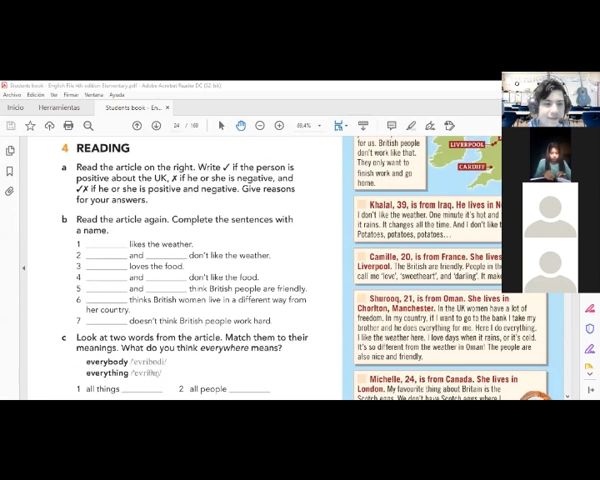 Students book - English File 4th edition Elementary.pdf - Adobe Acrobat Reader DC (32-bit)
Archivo Edición Ver Firmar Ventana Ayuda
Inicio Herramientas Students book - En... ×
24 / 169
69,4%
4 READING
a Read the article on the right. Write ✓ if the person is
positive about the UK, ✗ if he or she is negative, and
✓✗ if he or she is positive and negative. Give reasons
for your answers.
b Read the article again. Complete the sentences with
a name.
1 ________ likes the weather.
2 ________ and ________ don't like the weather.
3 ________ loves the food.
4 ________ and ________ don't like the food.
5 ________ and ________ think British people are friendly.
6 ________ thinks British women live in a different way from
her country.
7 ________ doesn't think British people work hard.
c Look at two words from the article. Match them to their
meanings. What do you think everywhere means?
everybody /ˈevribɒdi/
everything /ˈevriθɪŋ/
1 all things ________ 2 all people ________
for us. British people
don't work like that.
They only want to
finish work and go
home.
LIVERPOOL
CARDIFF
Khalal, 39, is from Iraq. He lives in
I don't like the weather. One minute it's hot and
it rains. It changes all the time. And I don't like
Potatoes, potatoes, potatoes...
Camille, 20, is from France. She lives
Liverpool. The British are friendly. People in the
call me 'love', 'sweetheart', and 'darling'. It
Shurooq, 21, is from Oman. She lives in
Chorlton, Manchester. In the UK women have a lot of
freedom. In my country, if I want to go to the bank I take my
brother and he does everything for me. Here I do everything.
I like the weather here. I love days when it rains, or it's cold.
It's so different from the weather in Oman! The people are
also nice and friendly.
Michelle, 24, is from Canada. She lives in
London. My favourite thing about Britain is the
Scotch eggs. We don't have Scotch eggs where I